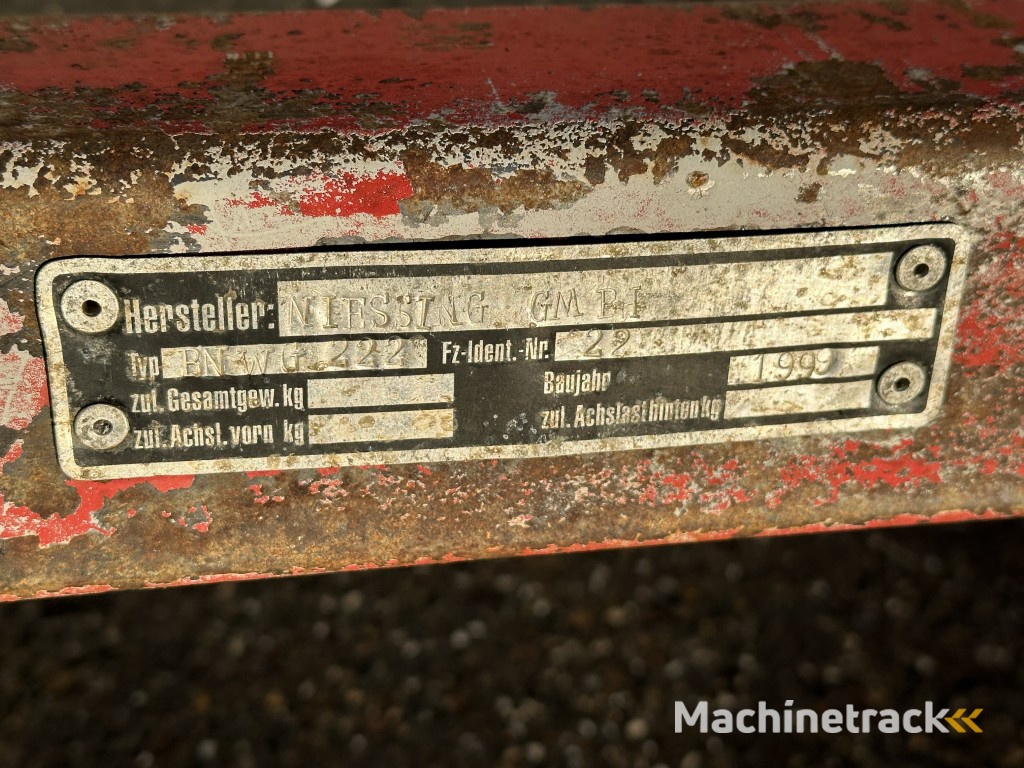 Hersteller: NIESSING GMBH
Typ BNWG 222 Fz-Ident.-Nr. 22
zul. Gesamtgew. kg Baujahr 1999
zul. Achsl. vorn kg zul. Achslast hinten kg
Machinetrack